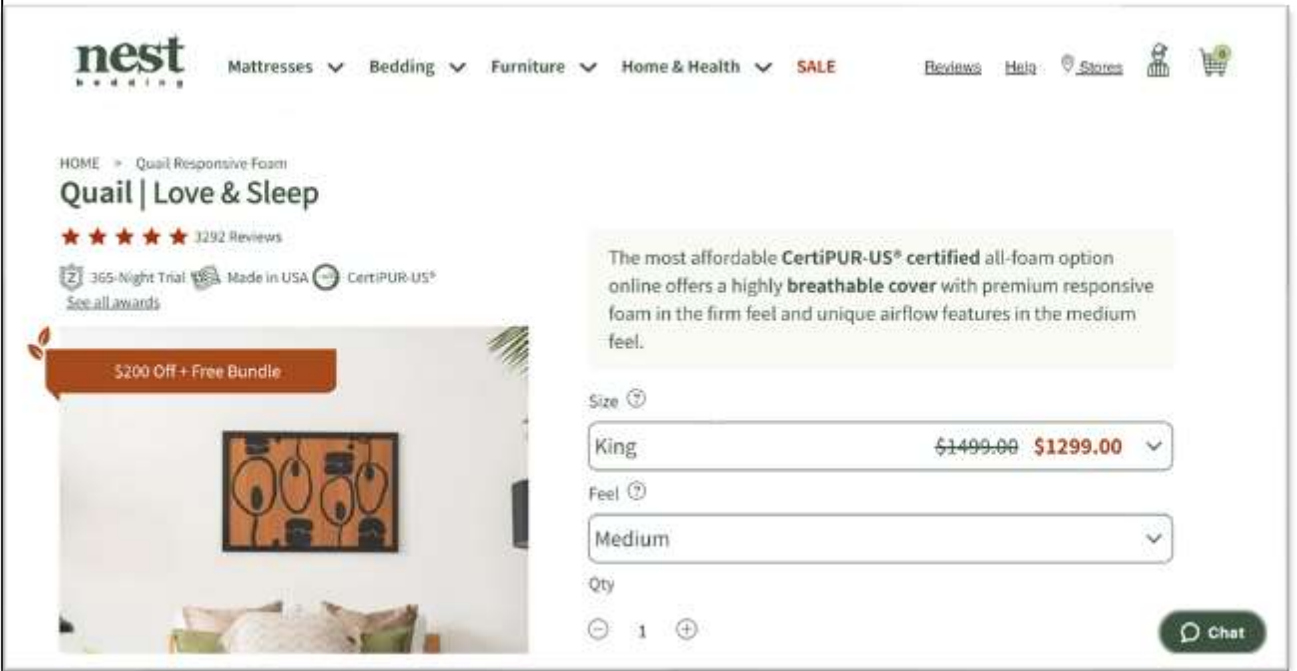 nest
bedding
Mattresses Bedding Furniture Home & Health SALE Reviews Help Stores 0
HOME > Quail Responsive Foam
Quail | Love & Sleep
3292 Reviews
365-Night Trial Made in USA CertiPUR-US®
See all awards
$200 Off + Free Bundle
The most affordable CertiPUR-US® certified all-foam option
online offers a highly breathable cover with premium responsive
foam in the firm feel and unique airflow features in the medium
feel.
Size ?
King $1499.00 $1299.00
Feel ?
Medium
Qty
1
Chat